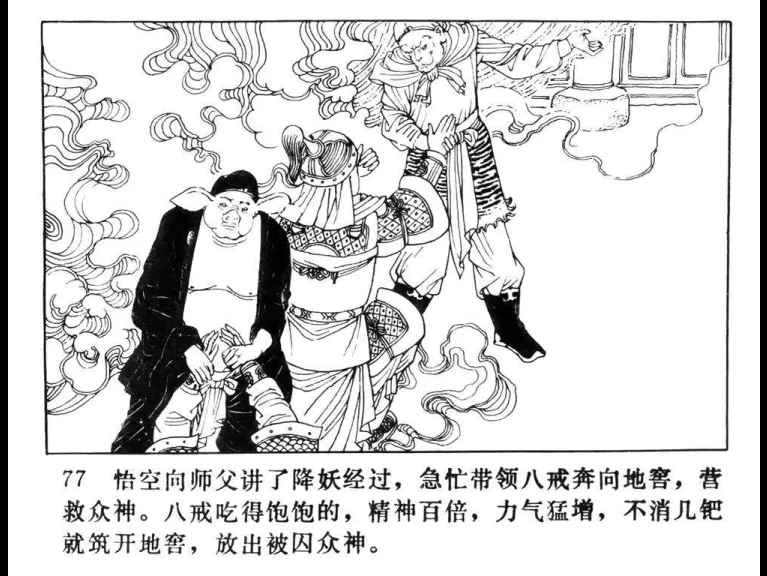 77 悟空向师父讲了降妖经过，急忙带领八戒奔向地窖，营
救众神。八戒吃得饱饱的，精神百倍，力气猛增，不消几钯
就筑开地窖，放出被囚众神。